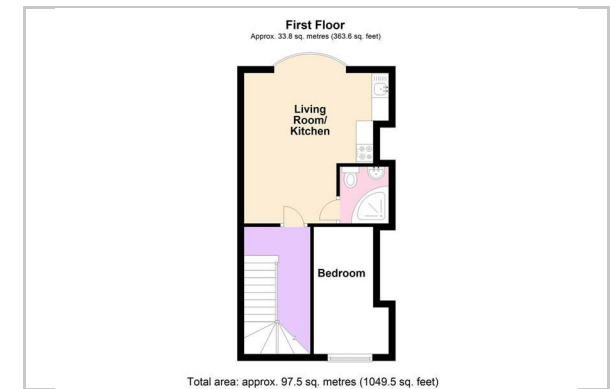 First Floor
Approx. 33.8 sq. metres (363.6 sq. feet)
Living
Room/
Kitchen
Bedroom
Total area: approx. 97.5 sq. metres (1049.5 sq. feet)